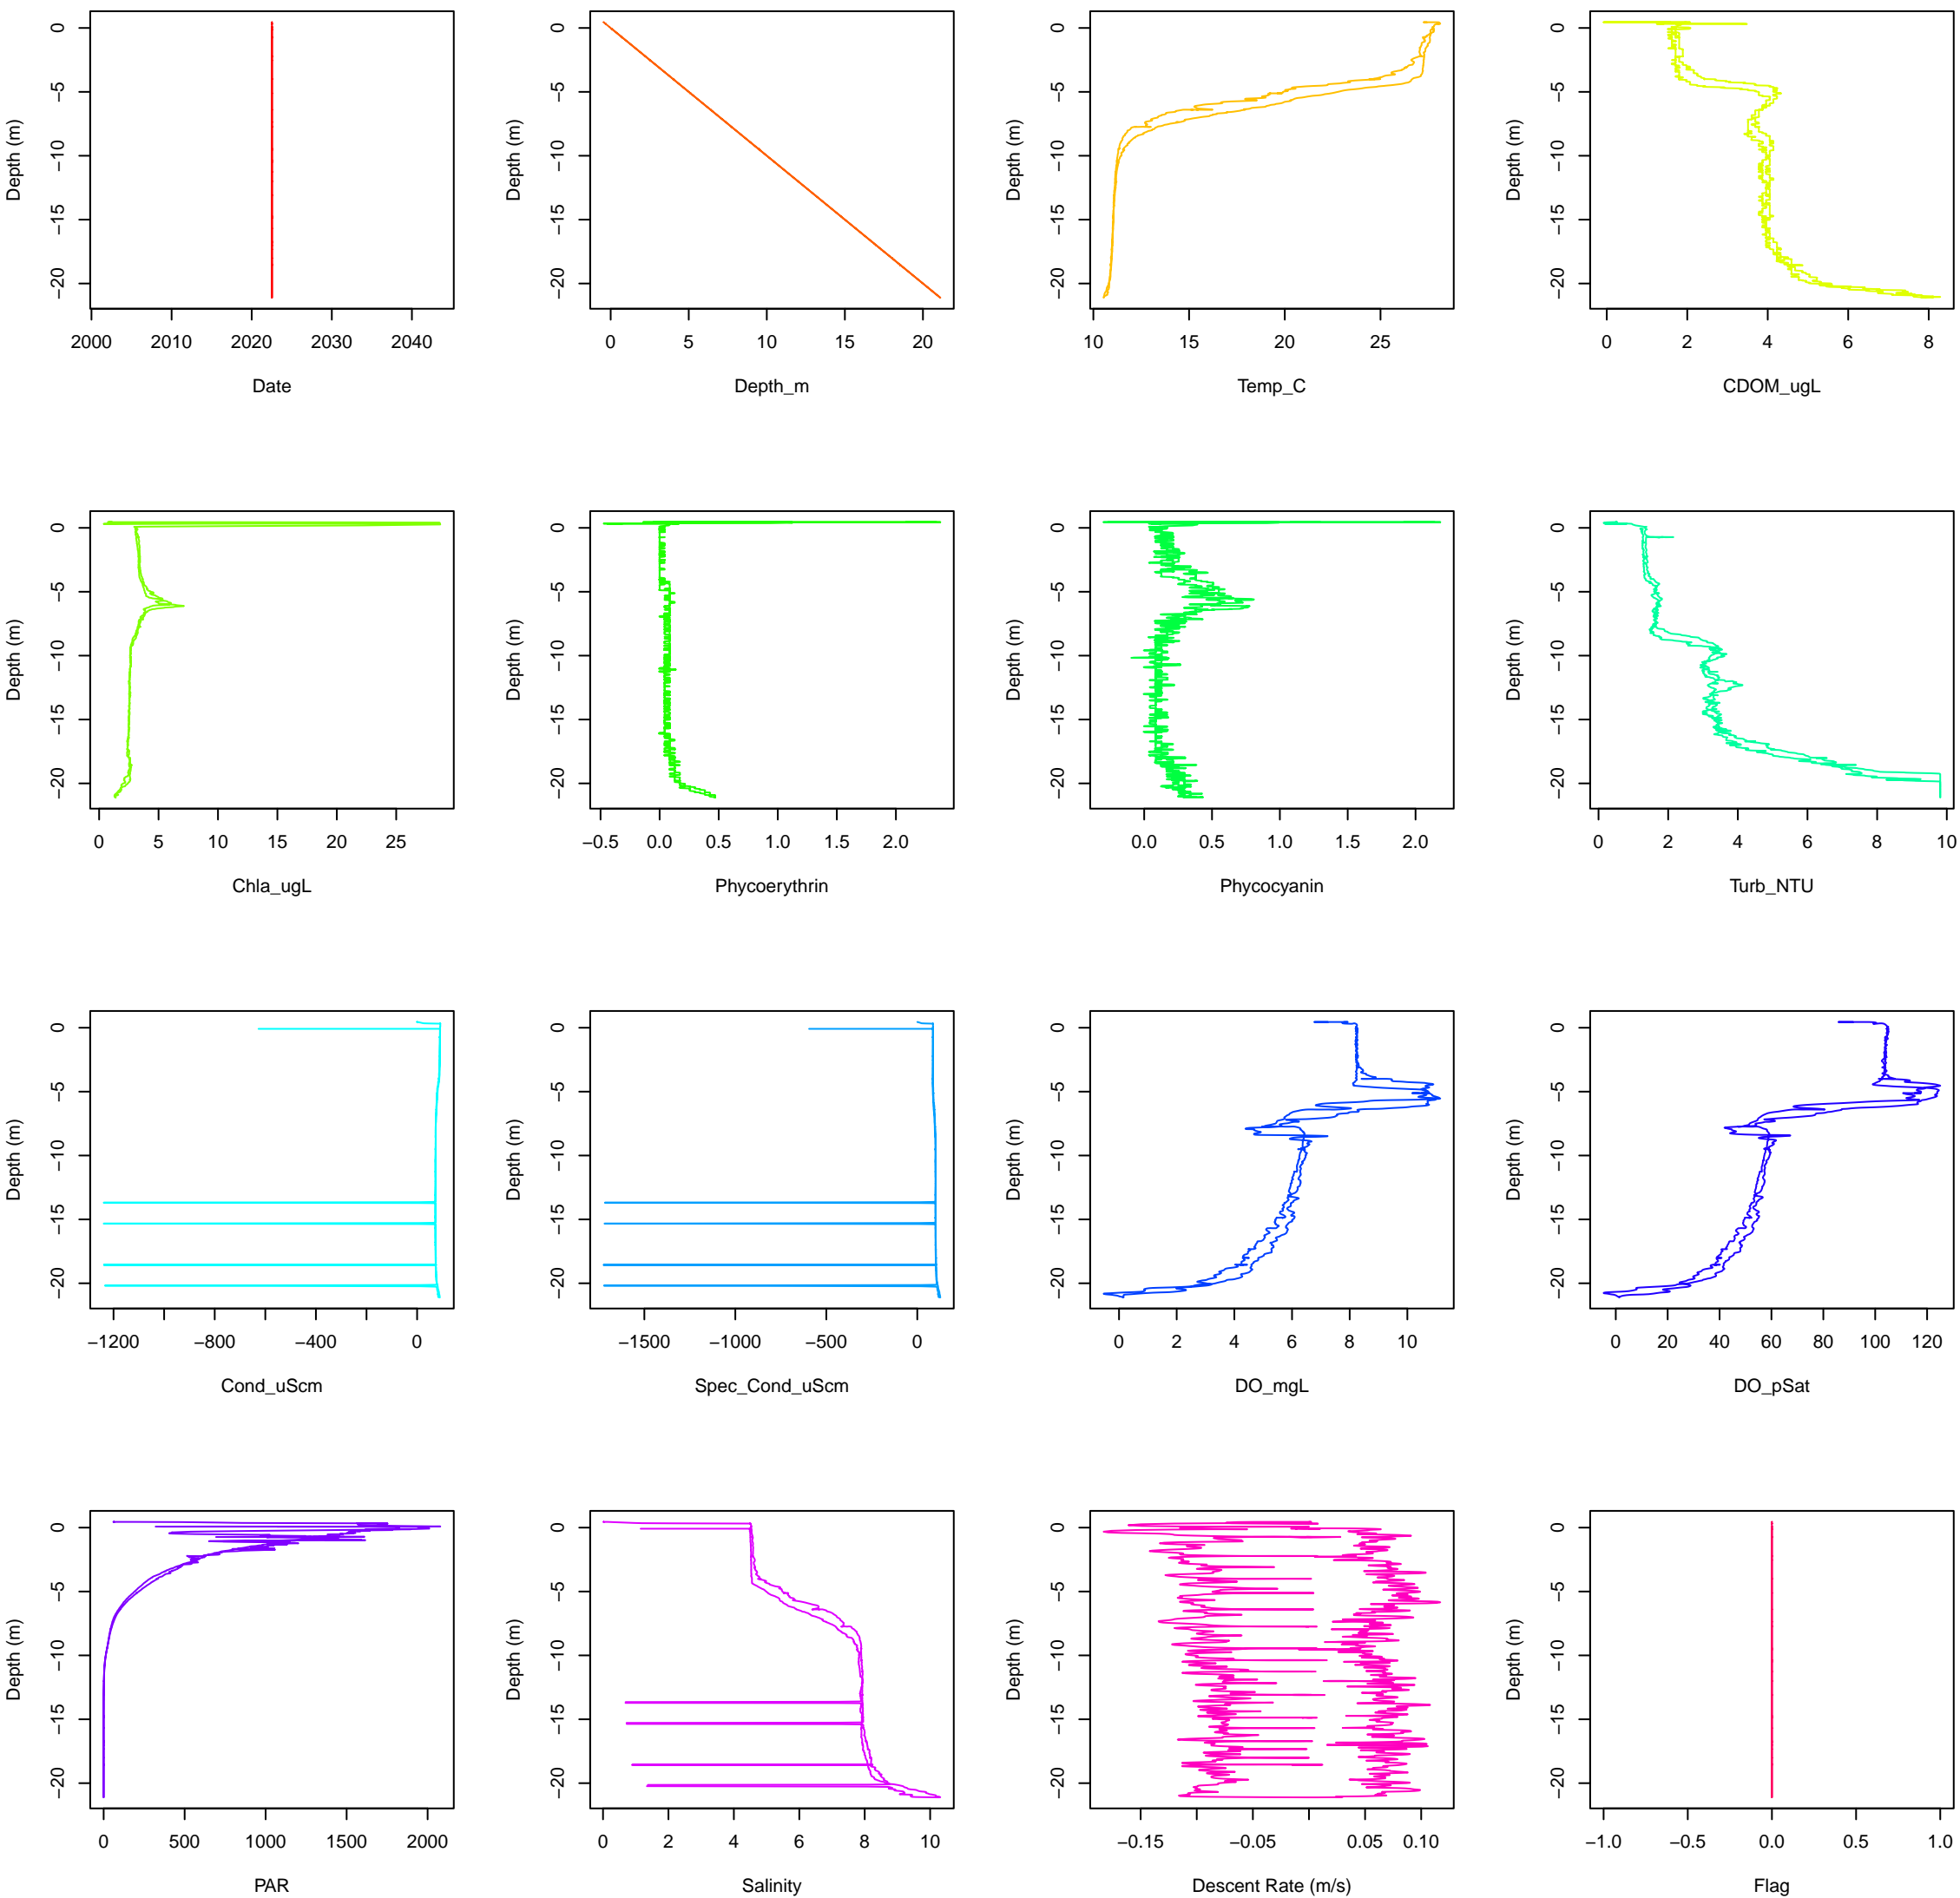 Depth (m)
0
−5
−10
−15
−20
2000 2010 2020 2030 2040
Date
Depth (m)
0
−5
−10
−15
−20
0 5 10 15 20
Depth_m
Depth (m)
0
−5
−10
−15
−20
10 15 20 25
Temp_C
Depth (m)
0
−5
−10
−15
−20
0 2 4 6 8
CDOM_ugL
Depth (m)
0
−5
−10
−15
−20
0 5 10 15 20 25
Chla_ugL
Depth (m)
0
−5
−10
−15
−20
−0.5 0.0 0.5 1.0 1.5 2.0
Phycoerythrin
Depth (m)
0
−5
−10
−15
−20
0.0 0.5 1.0 1.5 2.0
Phycocyanin
Depth (m)
0
−5
−10
−15
−20
0 2 4 6 8 10
Turb_NTU
Depth (m)
0
−5
−10
−15
−20
−1200 −800 −400 0
Cond_uScm
Depth (m)
0
−5
−10
−15
−20
−1500 −1000 −500 0
Spec_Cond_uScm
Depth (m)
0
−5
−10
−15
−20
0 2 4 6 8 10
DO_mgL
Depth (m)
0
−5
−10
−15
−20
0 20 40 60 80 100 120
DO_pSat
Depth (m)
0
−5
−10
−15
−20
0 500 1000 1500 2000
PAR
Depth (m)
0
−5
−10
−15
−20
0 2 4 6 8 10
Salinity
Depth (m)
0
−5
−10
−15
−20
−0.15 −0.05 0.05 0.10
Descent Rate (m/s)
Depth (m)
0
−5
−10
−15
−20
−1.0 −0.5 0.0 0.5 1.0
Flag